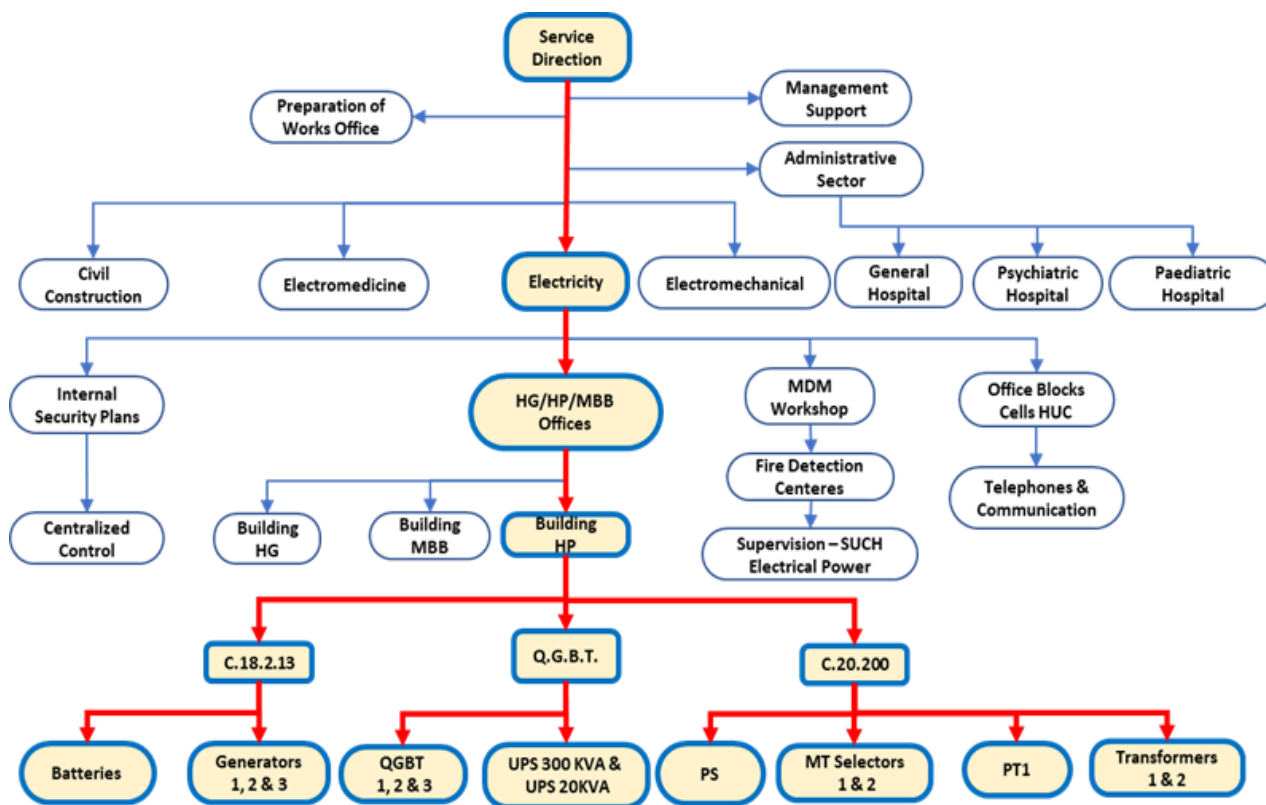 Service
Direction
Preparation of
Works Office
Management
Support
Administrative
Sector
Civil
Construction
Electromedicine
Electricity
Electromechanical
General
Hospital
Psychiatric
Hospital
Paediatric
Hospital
Internal
Security Plans
HG/HP/MBB
Offices
MDM
Workshop
Office Blocks
Cells HUC
Fire Detection
Centeres
Telephones &
Communication
Centralized
Control
Building
HG
Building
MBB
Building
HP
Supervision – SUCH
Electrical Power
C.18.2.13
Q.G.B.T.
C.20.200
Batteries
Generators
1, 2 & 3
QGBT
1, 2 & 3
UPS 300 KVA &
UPS 20KVA
PS
MT Selectors
1 & 2
PT1
Transformers
1 & 2